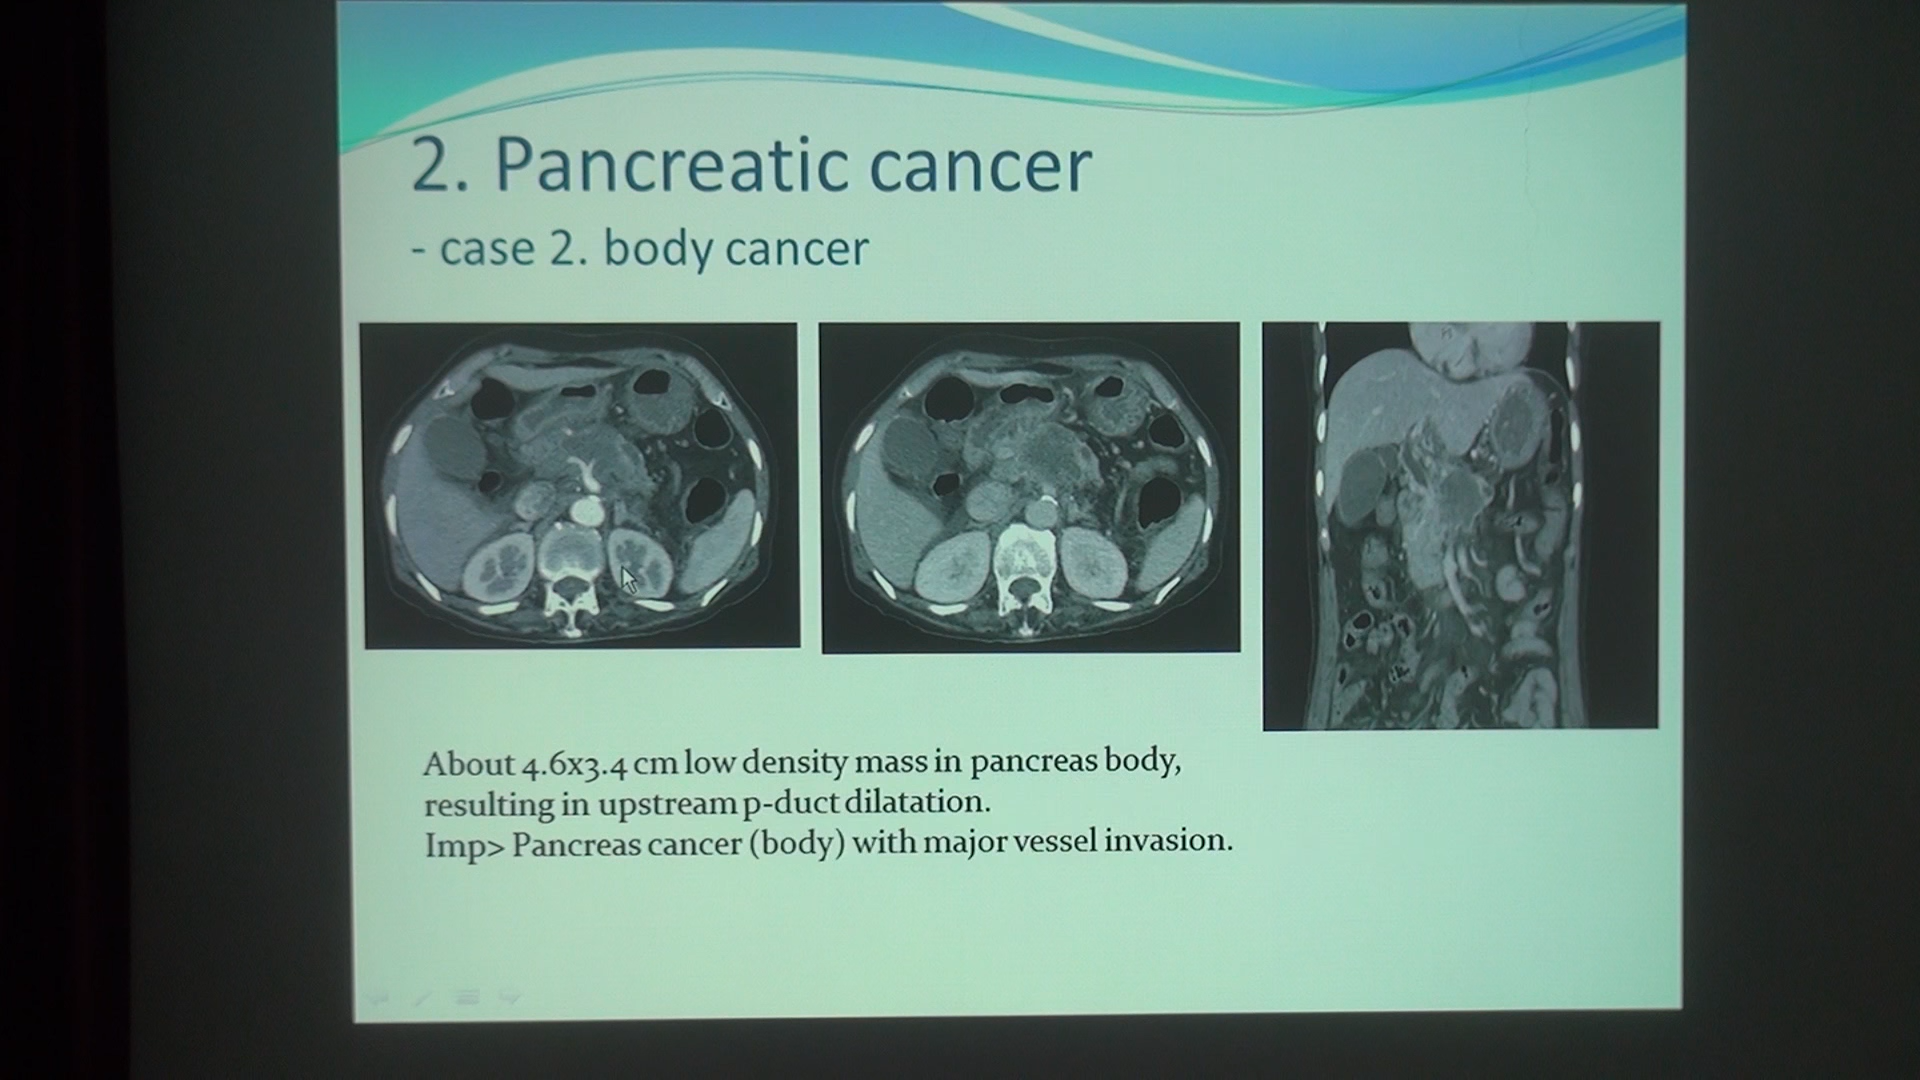 2. Pancreatic cancer
- case 2. body cancer
About 4.6x3.4 cm low density mass in pancreas body,
resulting in upstream p-duct dilatation.
Imp> Pancreas cancer (body) with major vessel invasion.